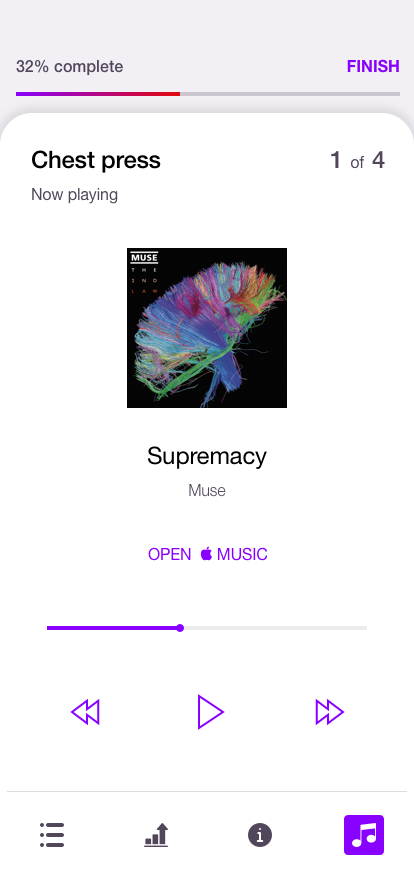 32% complete
FINISH
Chest press
1 of 4
Now playing
MUSE
THE
2ND
LAW
Supremacy
Muse
OPEN MUSIC